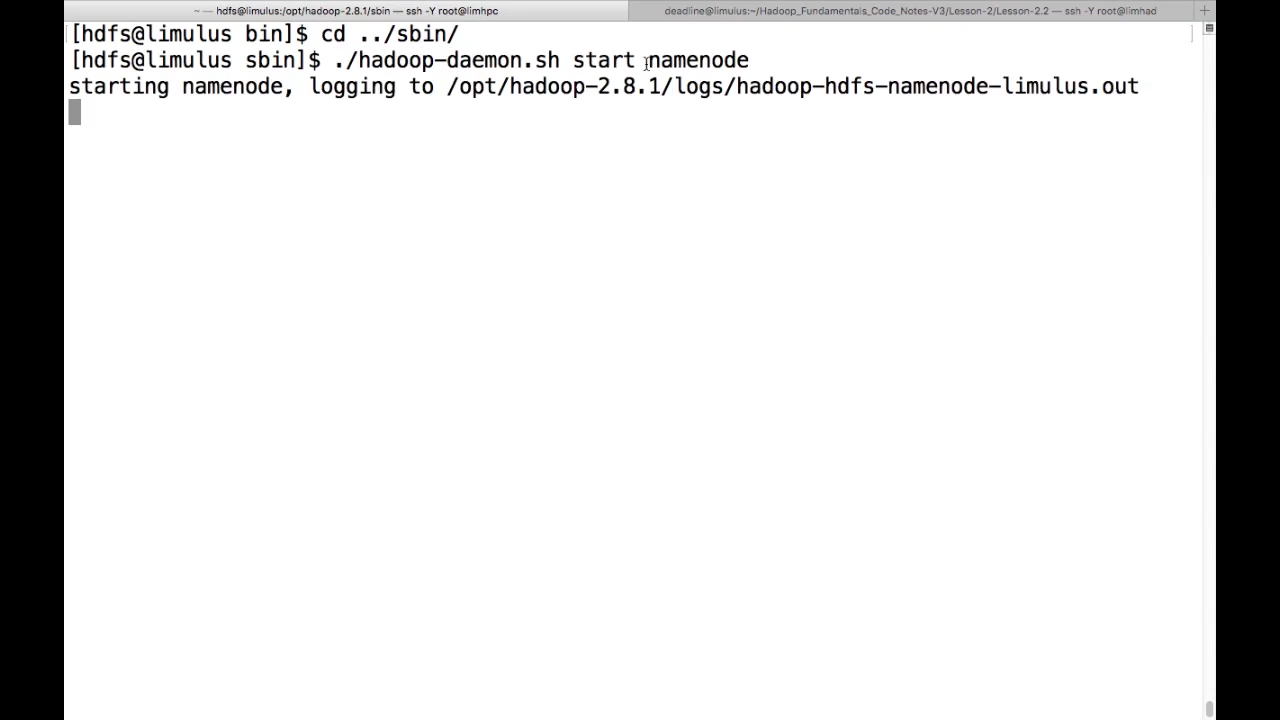 ~ — hdfs@limulus:/opt/hadoop-2.8.1/sbin — ssh -Y root@limhpc
deadline@limulus:~/Hadoop_Fundamentals_Code_Notes-V3/Lesson-2/Lesson-2.2 — ssh -Y root@limhad
[hdfs@limulus bin]$ cd ../sbin/
[hdfs@limulus sbin]$ ./hadoop-daemon.sh start namenode
starting namenode, logging to /opt/hadoop-2.8.1/logs/hadoop-hdfs-namenode-limulus.out